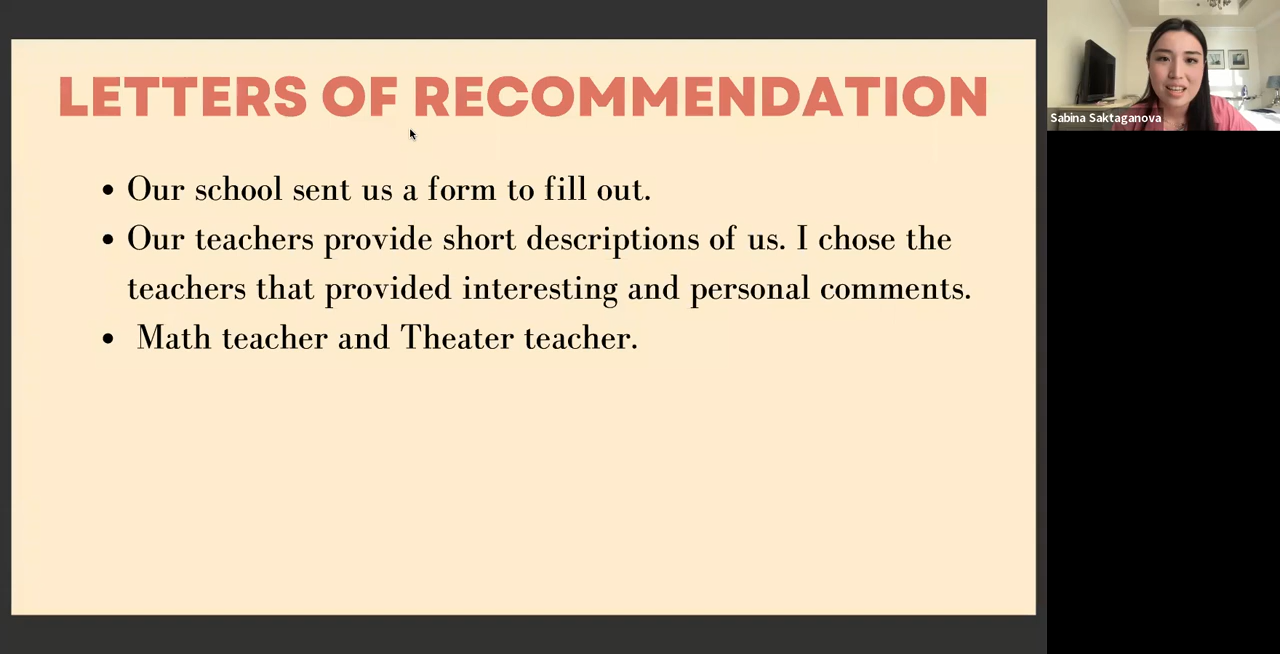 LETTERS OF RECOMMENDATION
• Our school sent us a form to fill out.
• Our teachers provide short descriptions of us. I chose the
teachers that provided interesting and personal comments.
• Math teacher and Theater teacher.
Sabina Saktaganova